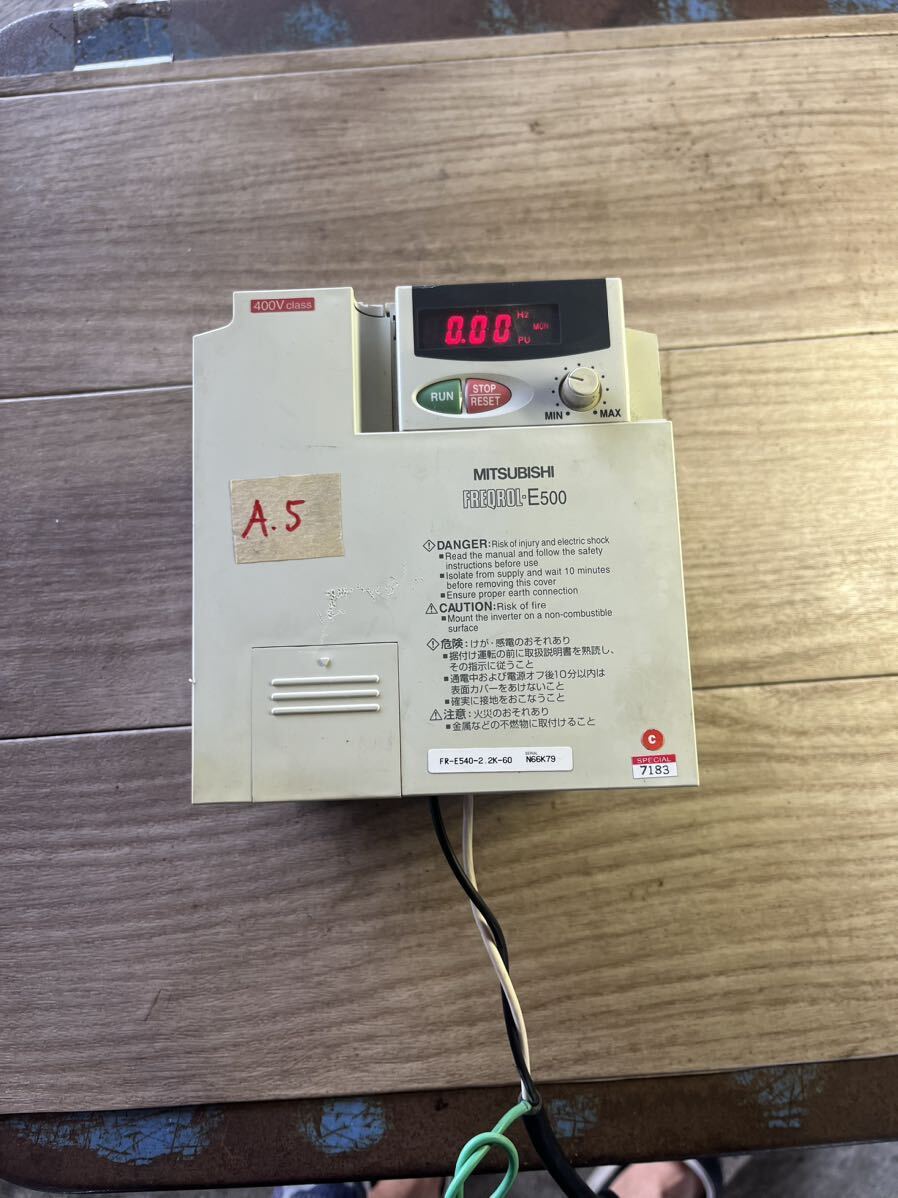 400V class
0.00
Hz
MON
PU
RUN
STOP
RESET
MIN
MAX
MITSUBISHI
FREQROL-E500
A.5
DANGER: Risk of injury and electric shock
■ Read the manual and follow the safety
instructions before use
■ Isolate from supply and wait 10 minutes
before removing this cover
■ Ensure proper earth connection
CAUTION: Risk of fire
■ Mount the inverter on a non-combustible
surface
危険：けが・感電のおそれあり
■据付け運転の前に取扱説明書を熟読し、
その指示に従うこと
■通電中および電源オフ後10分以内は
表面カバーをあけないこと
■確実に接地をおこなうこと
注意：火災のおそれあり
■金属などの不燃物に取付けること
FR-E540-2.2K-60 SERIAL N66K79
C
SPECIAL
7183